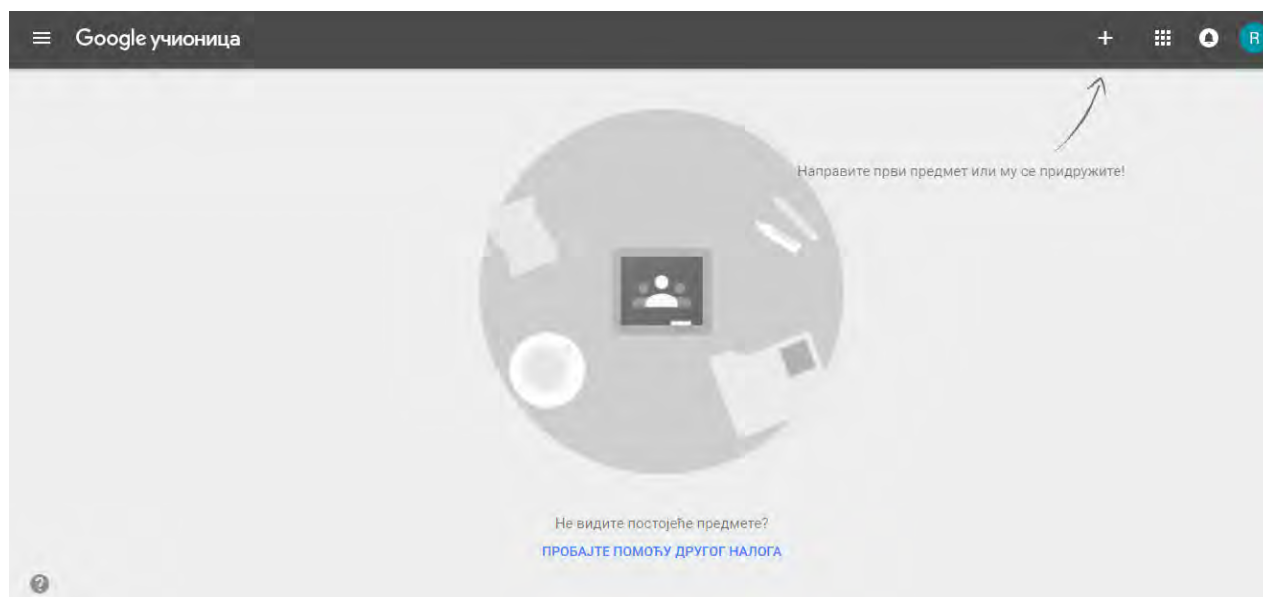 Google учионица
R
Направите први предмет или му се придружите!
Не видите постојеће предмете?
ПРОБАЈТЕ ПОМОЋУ ДРУГОГ НАЛОГА